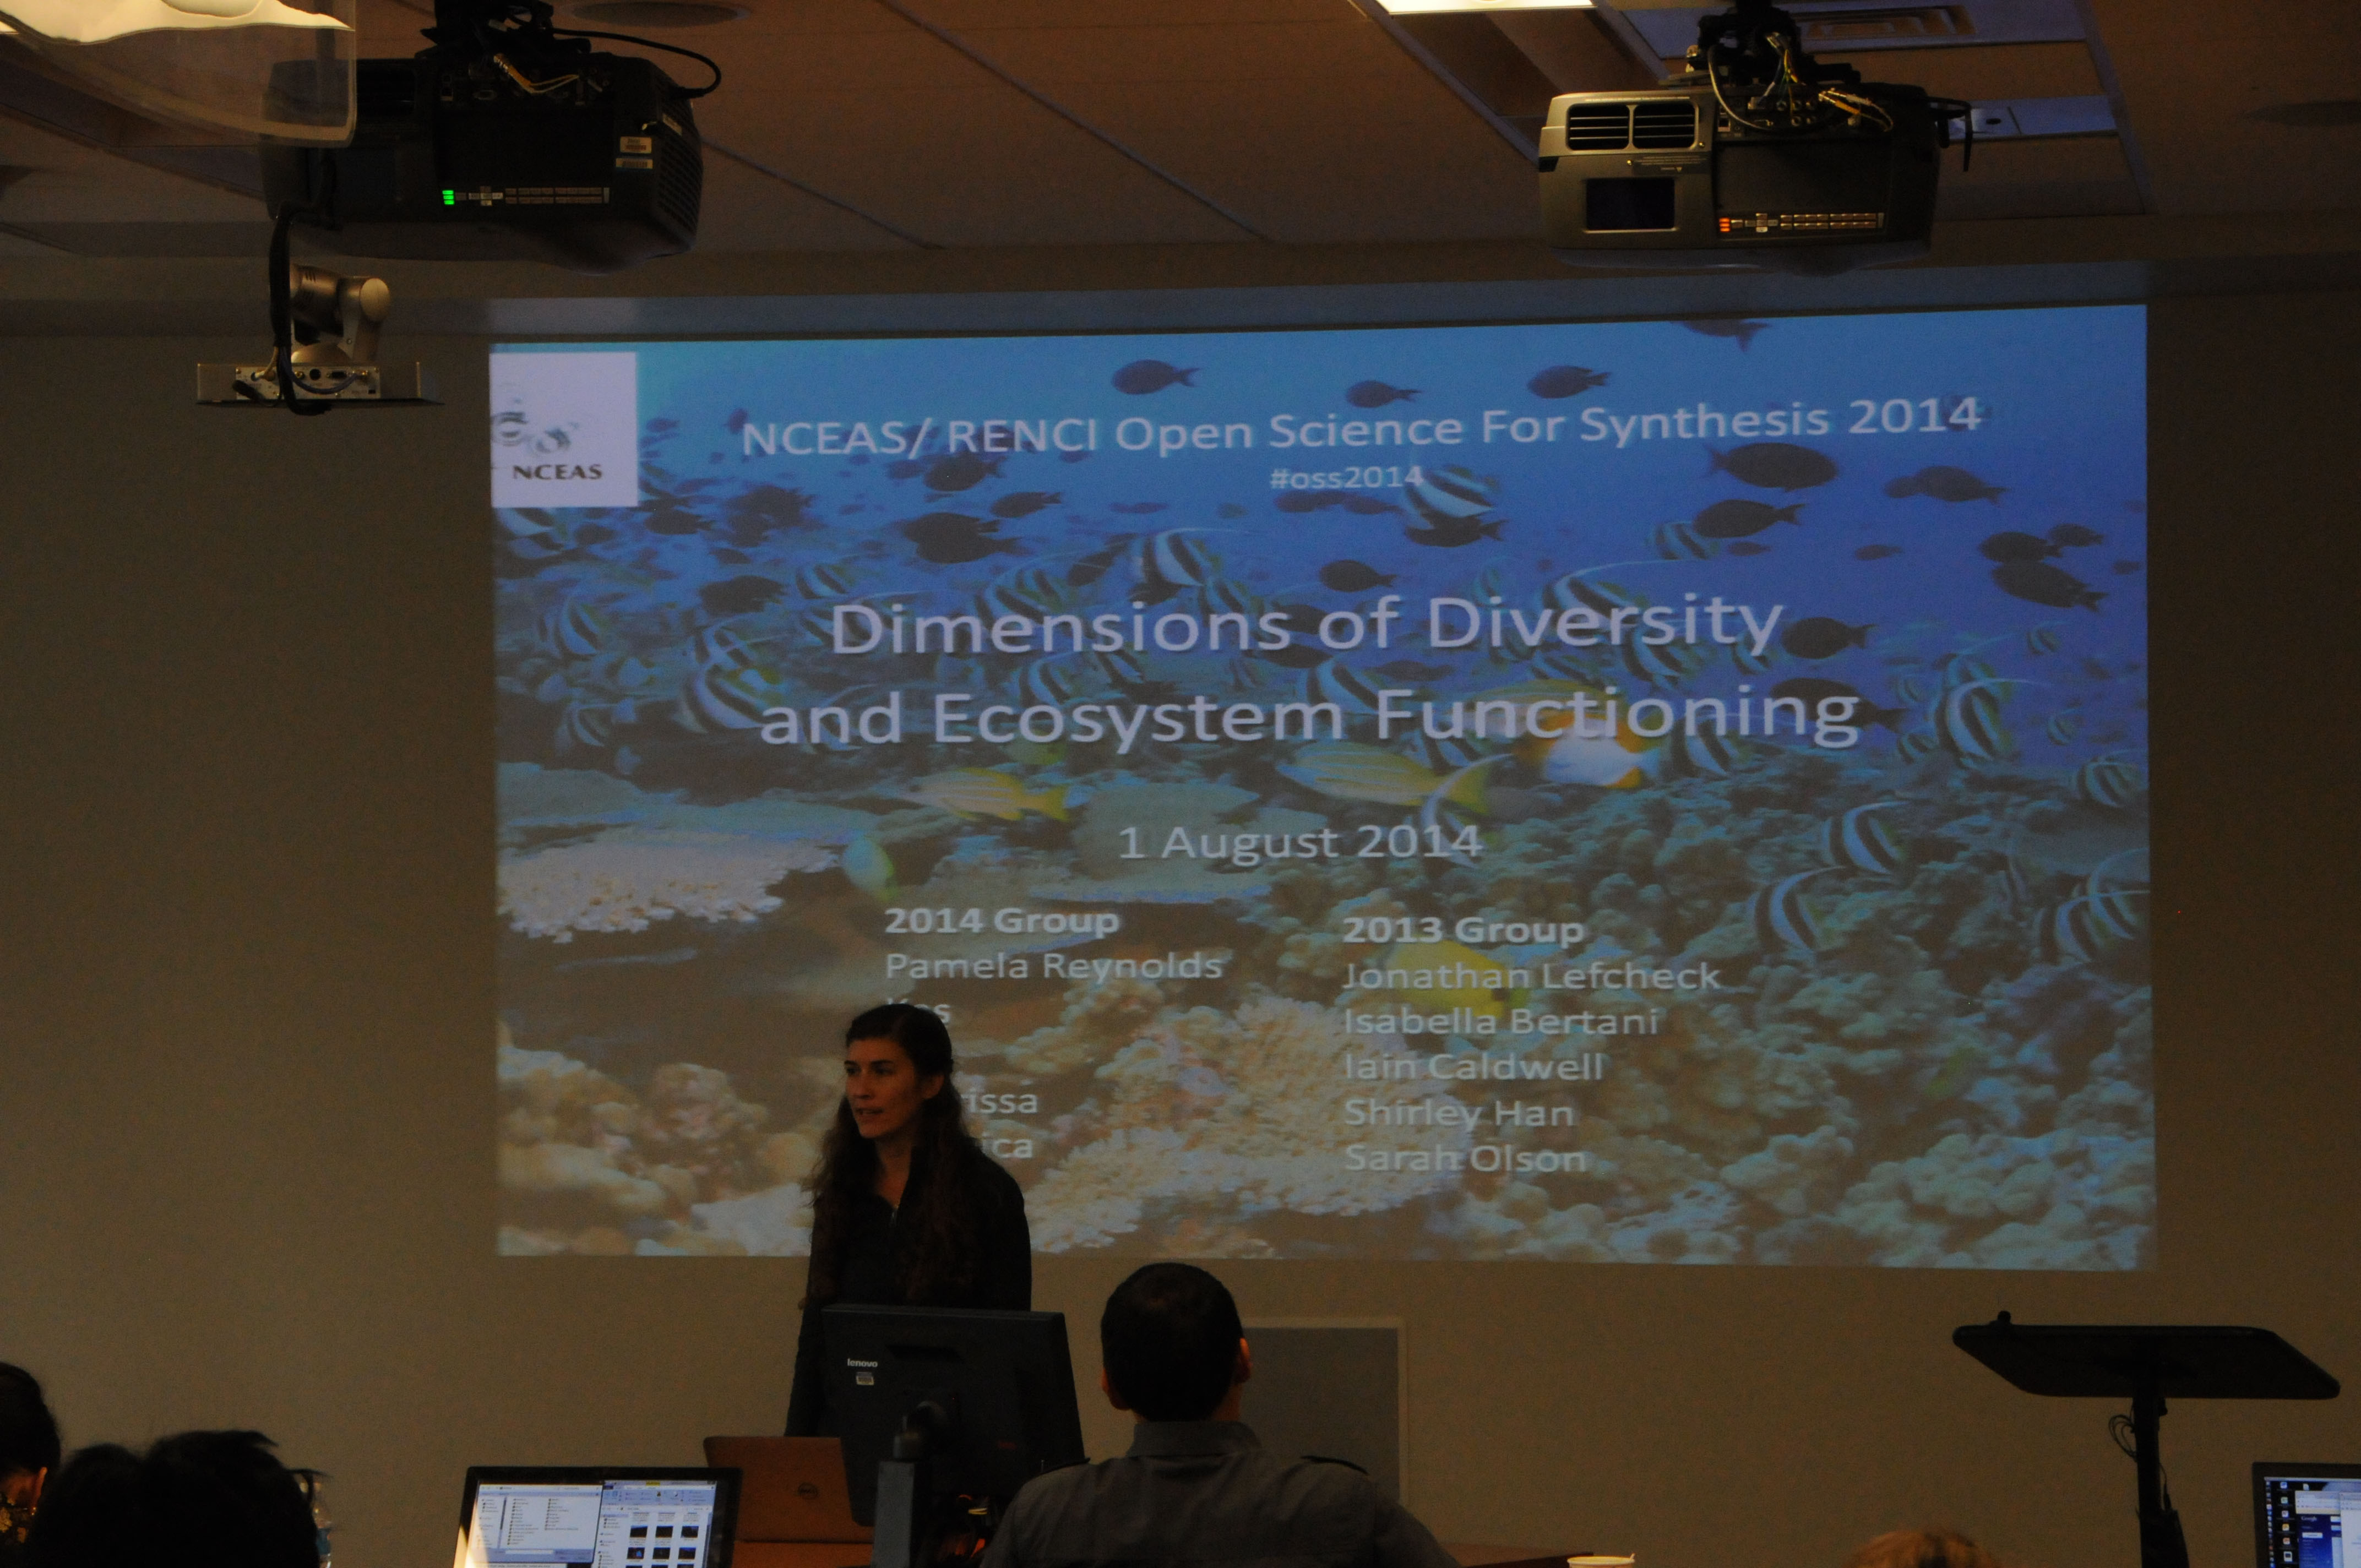 NCEAS
NCEAS/ RENCI Open Science For Synthesis 2014
#oss2014
Dimensions of Diversity
and Ecosystem Functioning
1 August 2014
2014 Group
Pamela Reynolds
2013 Group
Jonathan Lefcheck
Isabella Bertani
Iain Caldwell
Shirley Han
Sarah Olson
lenovo